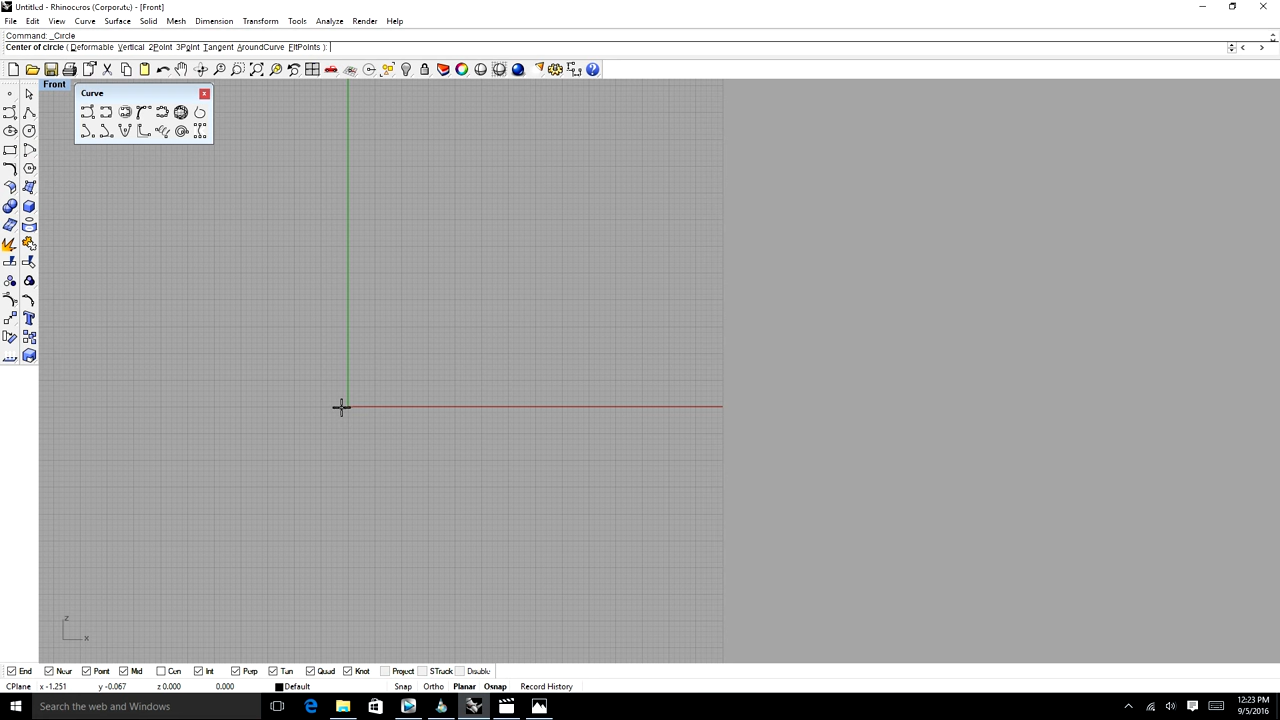 Untitled - Rhinoceros (Corporate) - [Front]
File Edit View Curve Surface Solid Mesh Dimension Transform Tools Analyze Render Help
Command: _Circle
Center of circle ( Deformable Vertical 2Point 3Point Tangent AroundCurve FitPoints ):
Front
Curve
z
x
End Near Point Mid Cen Int Perp Tan Quad Knot Project STrack Disable
CPlane x -1.251 y -0.067 z 0.000 0.000 Default Snap Ortho Planar Osnap Record History
Search the web and Windows
12:23 PM
9/5/2016